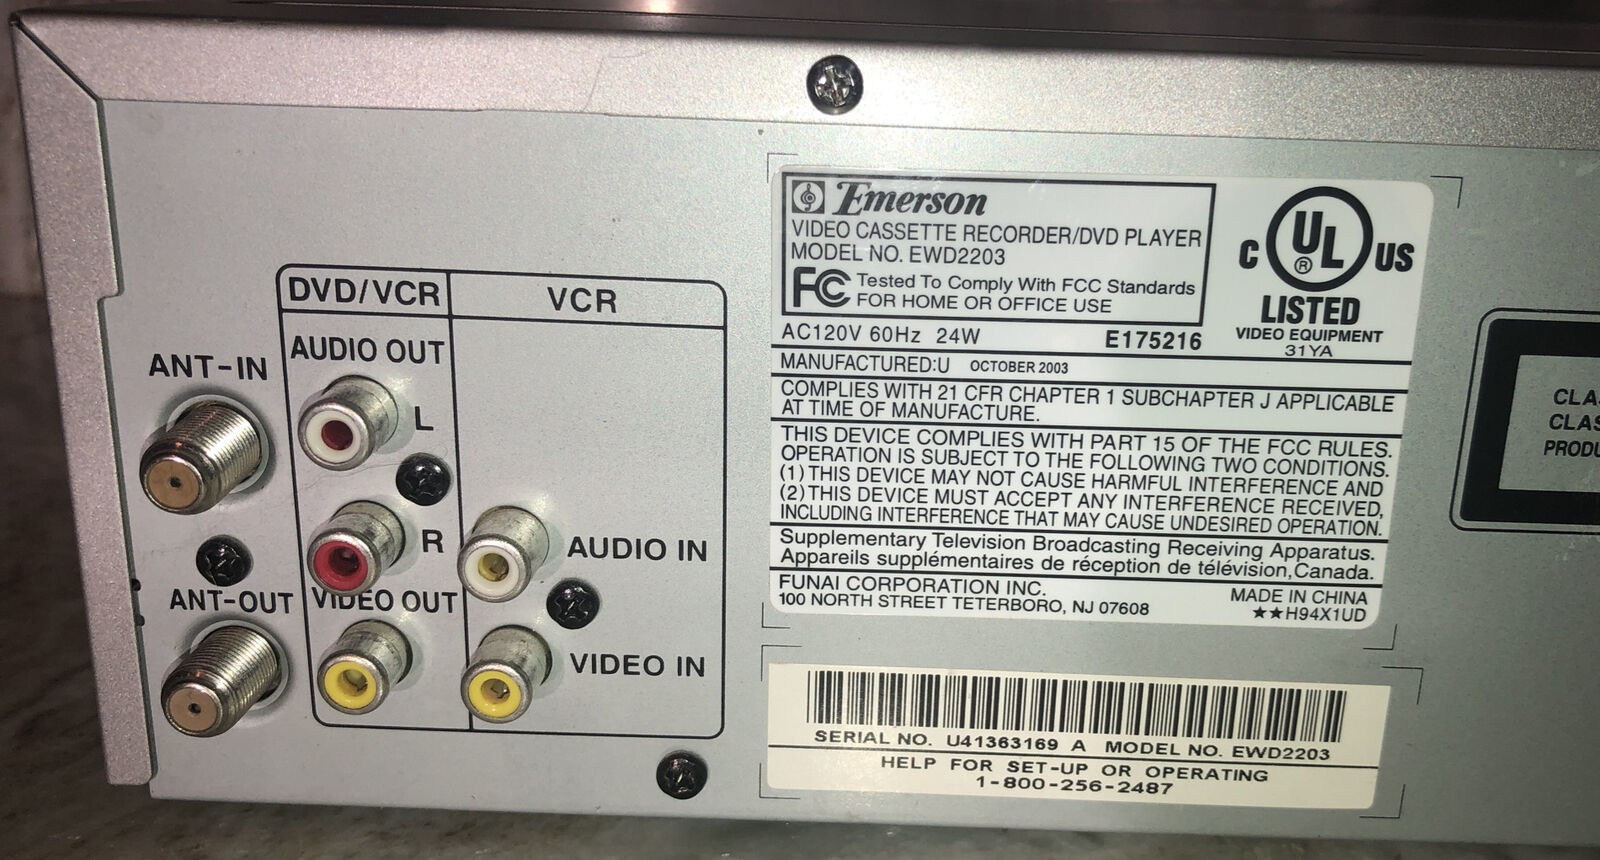 DVD/VCR
VCR
ANT-IN
AUDIO OUT
L
R
AUDIO IN
ANT-OUT
VIDEO OUT
VIDEO IN
Emerson
VIDEO CASSETTE RECORDER/DVD PLAYER
MODEL NO. EWD2203
FC Tested To Comply With FCC Standards
FOR HOME OR OFFICE USE
C UL US
®
LISTED
VIDEO EQUIPMENT
31YA
AC120V 60Hz 24W E175216
MANUFACTURED:U OCTOBER 2003
COMPLIES WITH 21 CFR CHAPTER 1 SUBCHAPTER J APPLICABLE
AT TIME OF MANUFACTURE.
THIS DEVICE COMPLIES WITH PART 15 OF THE FCC RULES.
OPERATION IS SUBJECT TO THE FOLLOWING TWO CONDITIONS.
(1) THIS DEVICE MAY NOT CAUSE HARMFUL INTERFERENCE AND
(2) THIS DEVICE MUST ACCEPT ANY INTERFERENCE RECEIVED,
INCLUDING INTERFERENCE THAT MAY CAUSE UNDESIRED OPERATION.
Supplementary Television Broadcasting Receiving Apparatus.
Appareils supplémentaires de réception de télévision,Canada.
FUNAI CORPORATION INC. MADE IN CHINA
100 NORTH STREET TETERBORO, NJ 07608 ★★H94X1UD
SERIAL NO. U41363169 A MODEL NO. EWD2203
HELP FOR SET-UP OR OPERATING
1-800-256-2487
CLAS
CLAS
PRODU